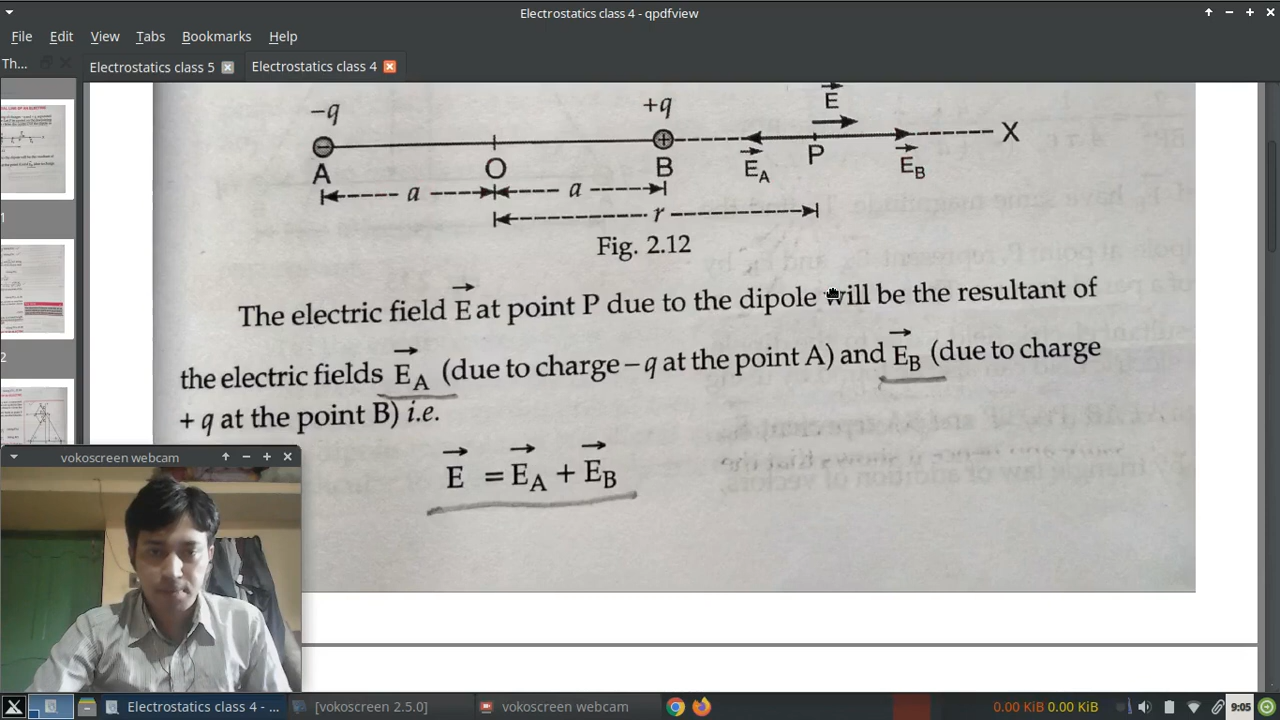 Electrostatics class 4 - qpdfview
File Edit View Tabs Bookmarks Help
Th...
Electrostatics class 5
Electrostatics class 4
−q +q E
A O B E_A P E_B X
a a
r
Fig. 2.12
The electric field E at point P due to the dipole will be the resultant of
the electric fields E_A (due to charge – q at the point A) and E_B (due to charge
+ q at the point B) i.e.
E = E_A + E_B
1
2
vokoscreen webcam
Electrostatics class 4 - ...
[vokoscreen 2.5.0]
vokoscreen webcam
0.00 KiB 0.00 KiB
9:05